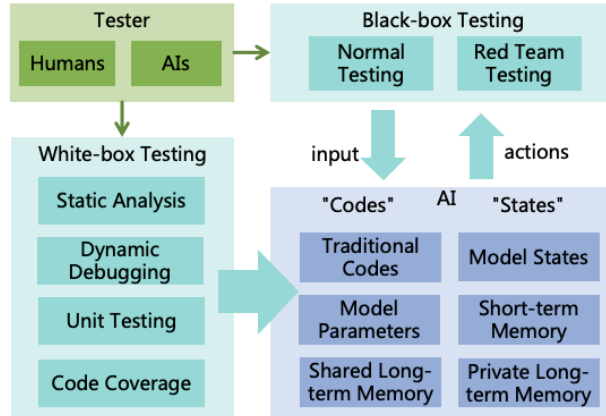 Tester
Humans
AIs
Black-box Testing
Normal
Testing
Red Team
Testing
White-box Testing
Static Analysis
Dynamic
Debugging
Unit Testing
Code Coverage
input
actions
AI
"Codes"
"States"
Traditional
Codes
Model States
Model
Parameters
Short-term
Memory
Shared Long-
term Memory
Private Long-
term Memory